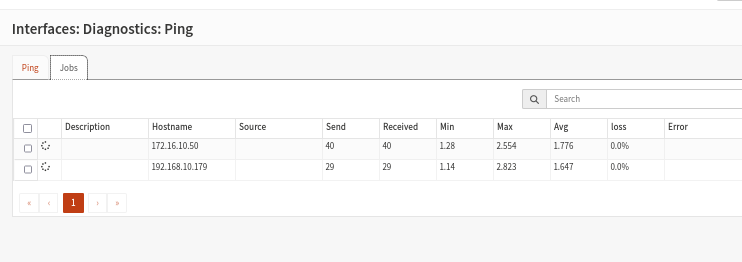 Interfaces: Diagnostics: Ping
Ping Jobs
Search
Description Hostname Source Send Received Min Max Avg loss Error
172.16.10.50 40 40 1.28 2.554 1.776 0.0%
192.168.10.179 29 29 1.14 2.823 1.647 0.0%
« ‹ 1 › »